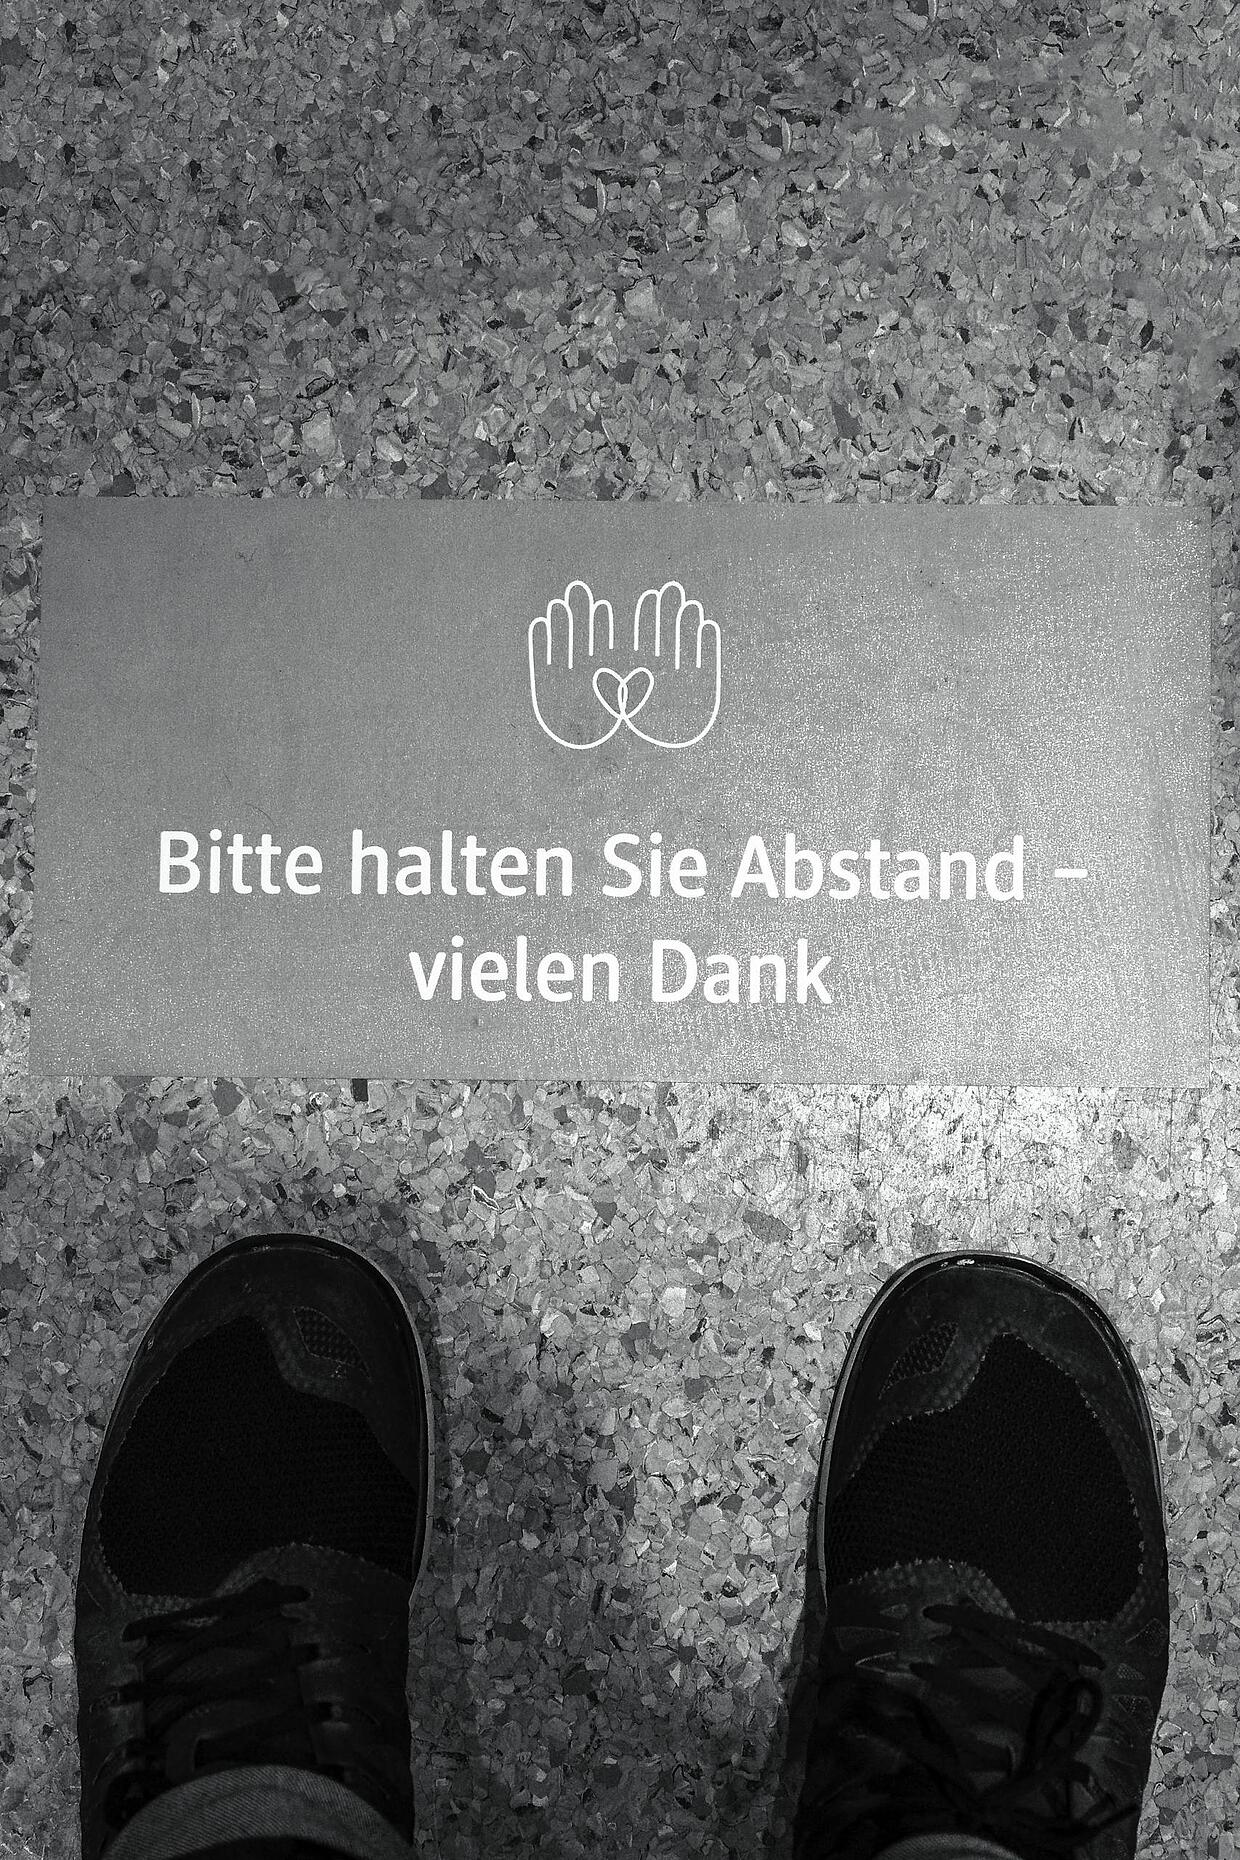 Bitte halten Sie Abstand –
vielen Dank